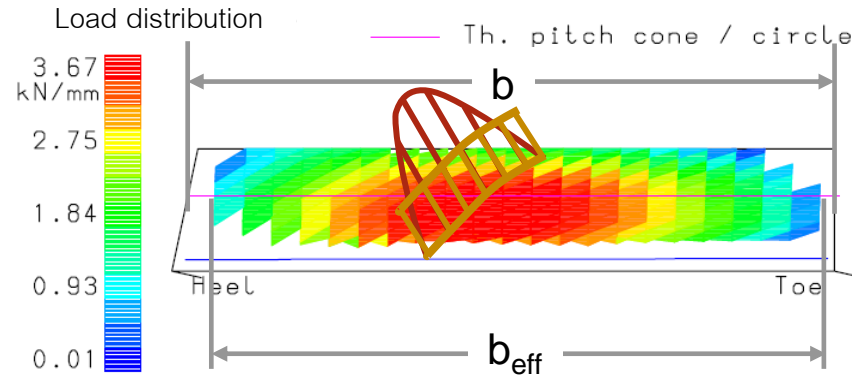 Load distribution
Th. pitch cone / circle
3.67
kN/mm
2.75
1.84
0.93
0.01
b
Heel
Toe
beff